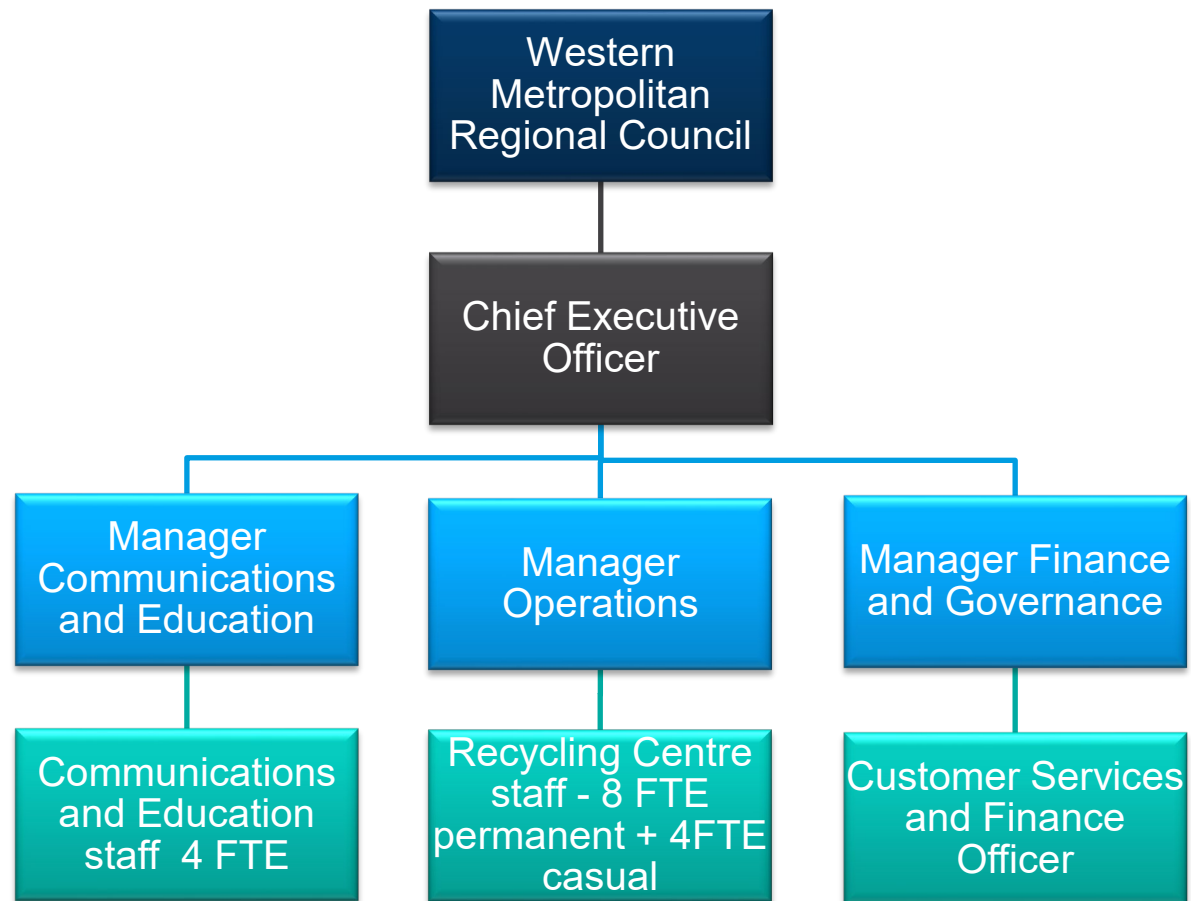 Western
Metropolitan
Regional Council
Chief Executive
Officer
Manager
Communications
and Education
Manager
Operations
Manager Finance
and Governance
Communications
and Education
staff  4 FTE
Recycling Centre
staff - 8 FTE
permanent + 4FTE
casual
Customer Services
and Finance
Officer